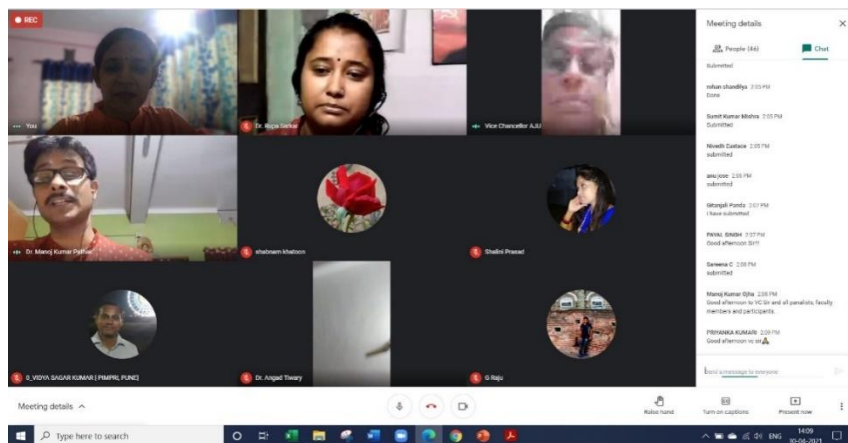 REC
You
Dr. Rupa Sarkar
Vice Chancellor AJU
Dr. Manoj Kumar Pathak
shabnam khatoon
Shalini Prasad
G_VIDYA SAGAR KUMAR [ PIMPRI, PUNE]
Dr. Angad Tiwary
G Raju
Meeting details
People (46)
Chat
Submitted
rohan shandilya 2:05 PM
Done
Sumit Kumar Mishra 2:05 PM
Submitted
Nivedh Eustace 2:05 PM
submitted
anu jose 2:06 PM
submitted
Gitanjali Panda 2:07 PM
I have submitted
PAYAL SINGH 2:07 PM
Good afternoon Sir!!
Sareena C 2:08 PM
submitted
Manoj Kumar Ojha 2:08 PM
Good afternoon to VC Sir and all panalists, faculty
members and participants.
PRIYANKA KUMARI 2:09 PM
Good afternoon vc sir🙏
Send a message to everyone
Meeting details
Raise hand
Turn on captions
Present now
Type here to search
ENG
14:09
10-04-2021